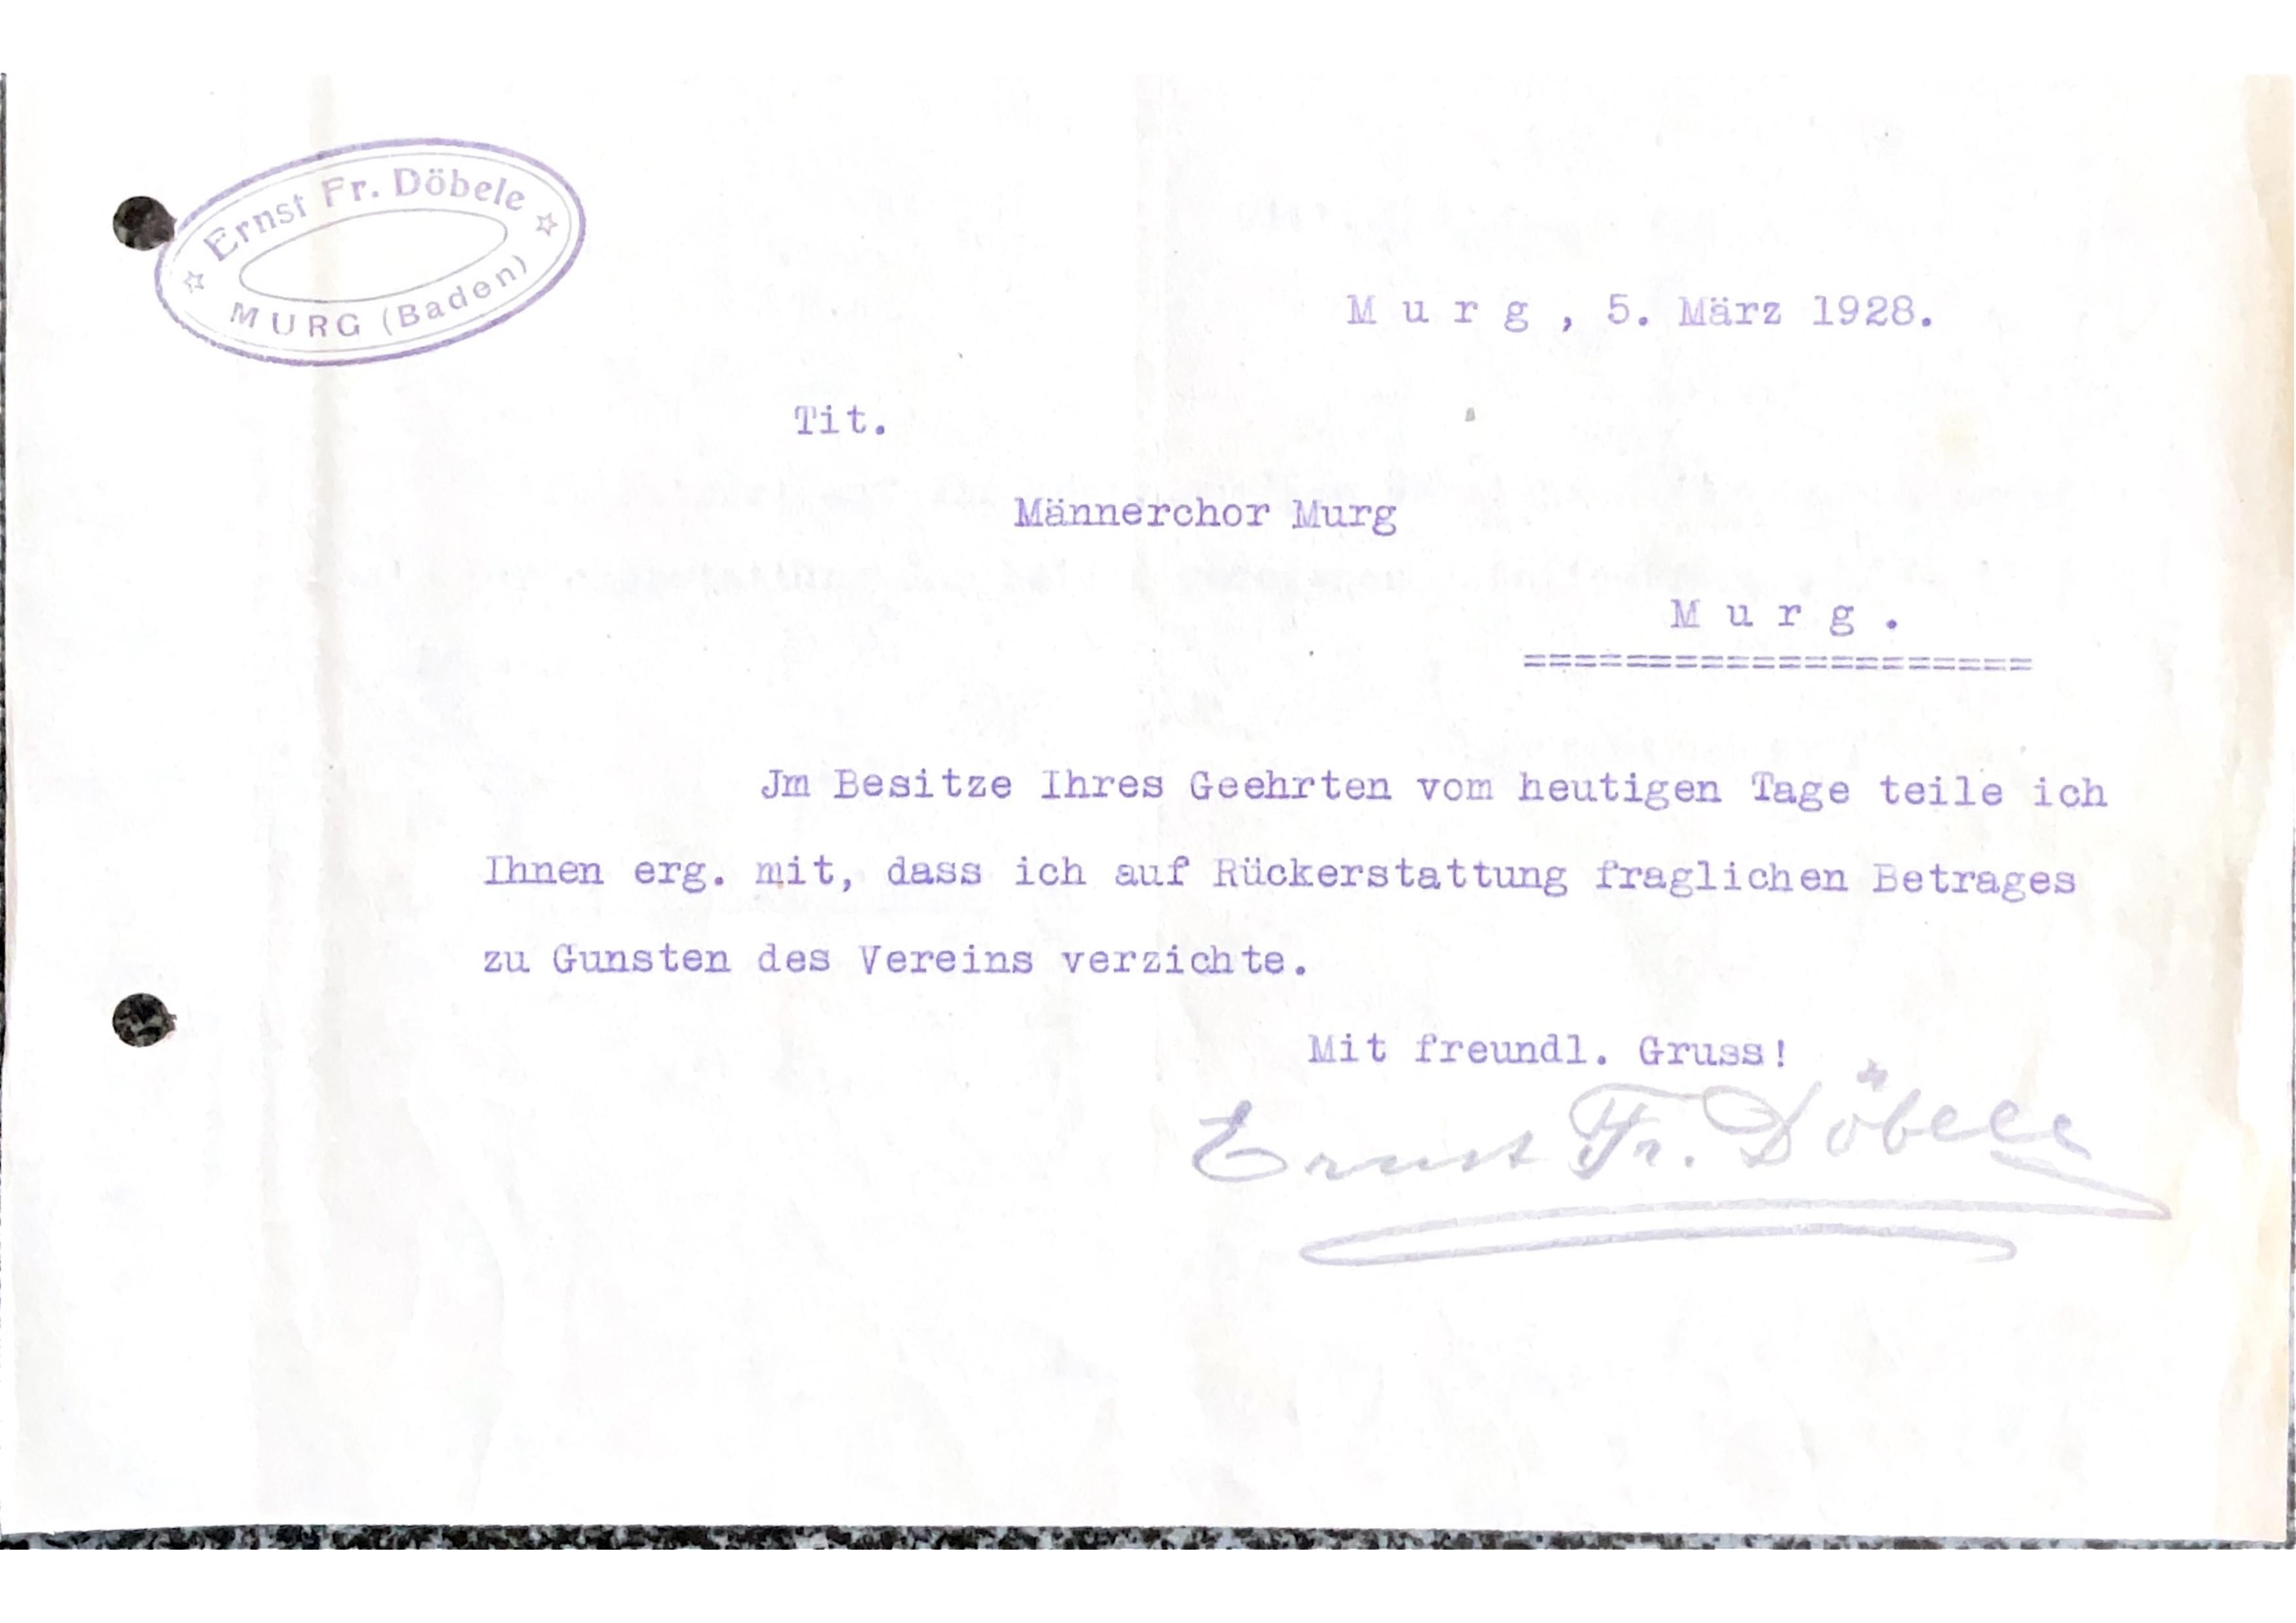 Ernst Fr. Döbele
MURG (Baden)
Murg, 5. März 1928.
Tit.
Männerchor Murg
Murg.
====================
Jm Besitze Ihres Geehrten vom heutigen Tage teile ich
Ihnen erg. mit, dass ich auf Rückerstattung fraglichen Betrages
zu Gunsten des Vereins verzichte.
Mit freundl. Gruss!
Ernst Fr. Döbele